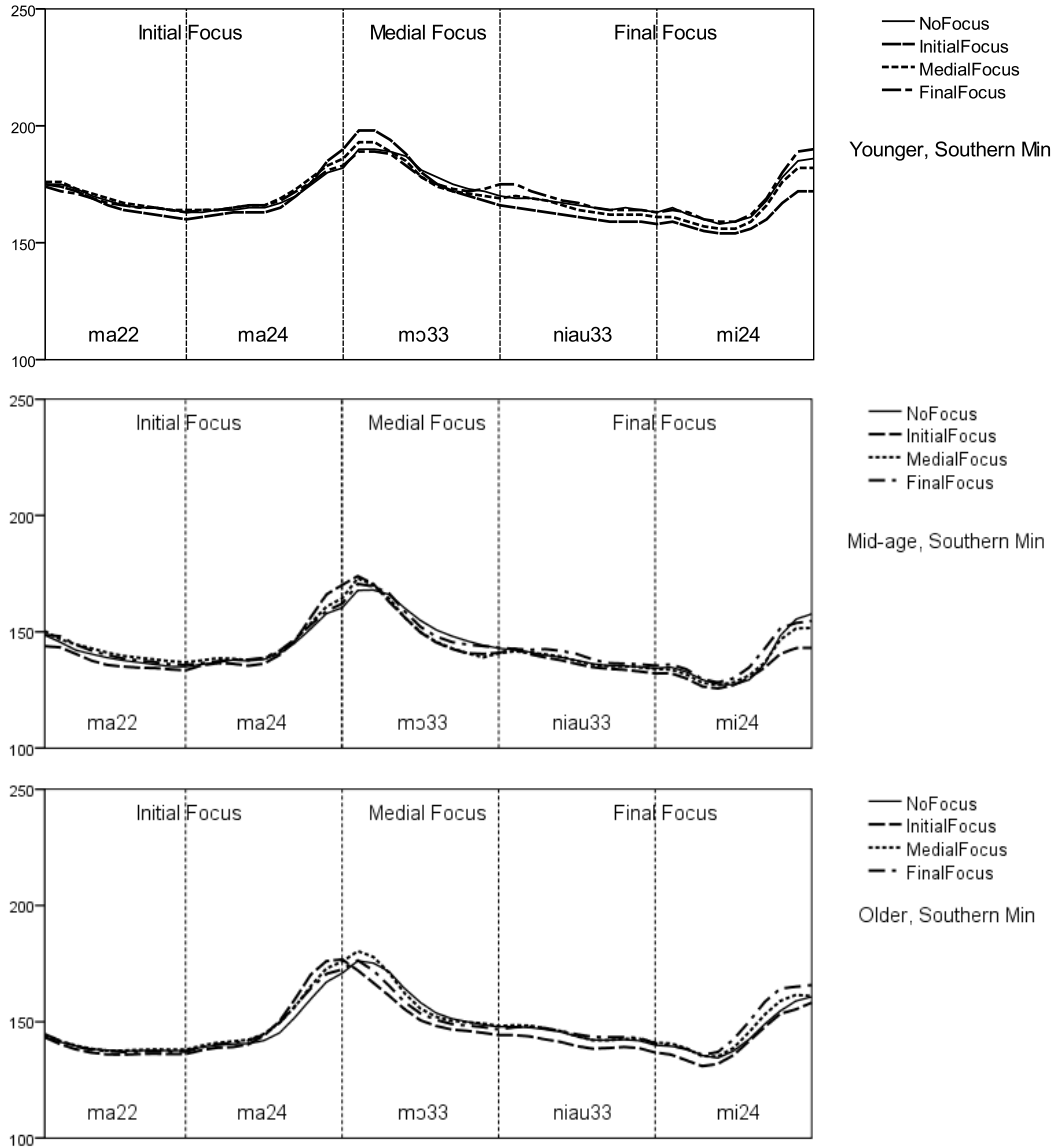 250
200
150
100
Initial Focus
Medial Focus
Final Focus
ma22
ma24
mɔ33
niau33
mi24
NoFocus
InitialFocus
MedialFocus
FinalFocus
Younger, Southern Min
250
200
150
100
Initial Focus
Medial Focus
Final Focus
ma22
ma24
mɔ33
niau33
mi24
NoFocus
InitialFocus
MedialFocus
FinalFocus
Mid-age, Southern Min
250
200
150
100
Initial Focus
Medial Focus
Final Focus
ma22
ma24
mɔ33
niau33
mi24
NoFocus
InitialFocus
MedialFocus
FinalFocus
Older, Southern Min